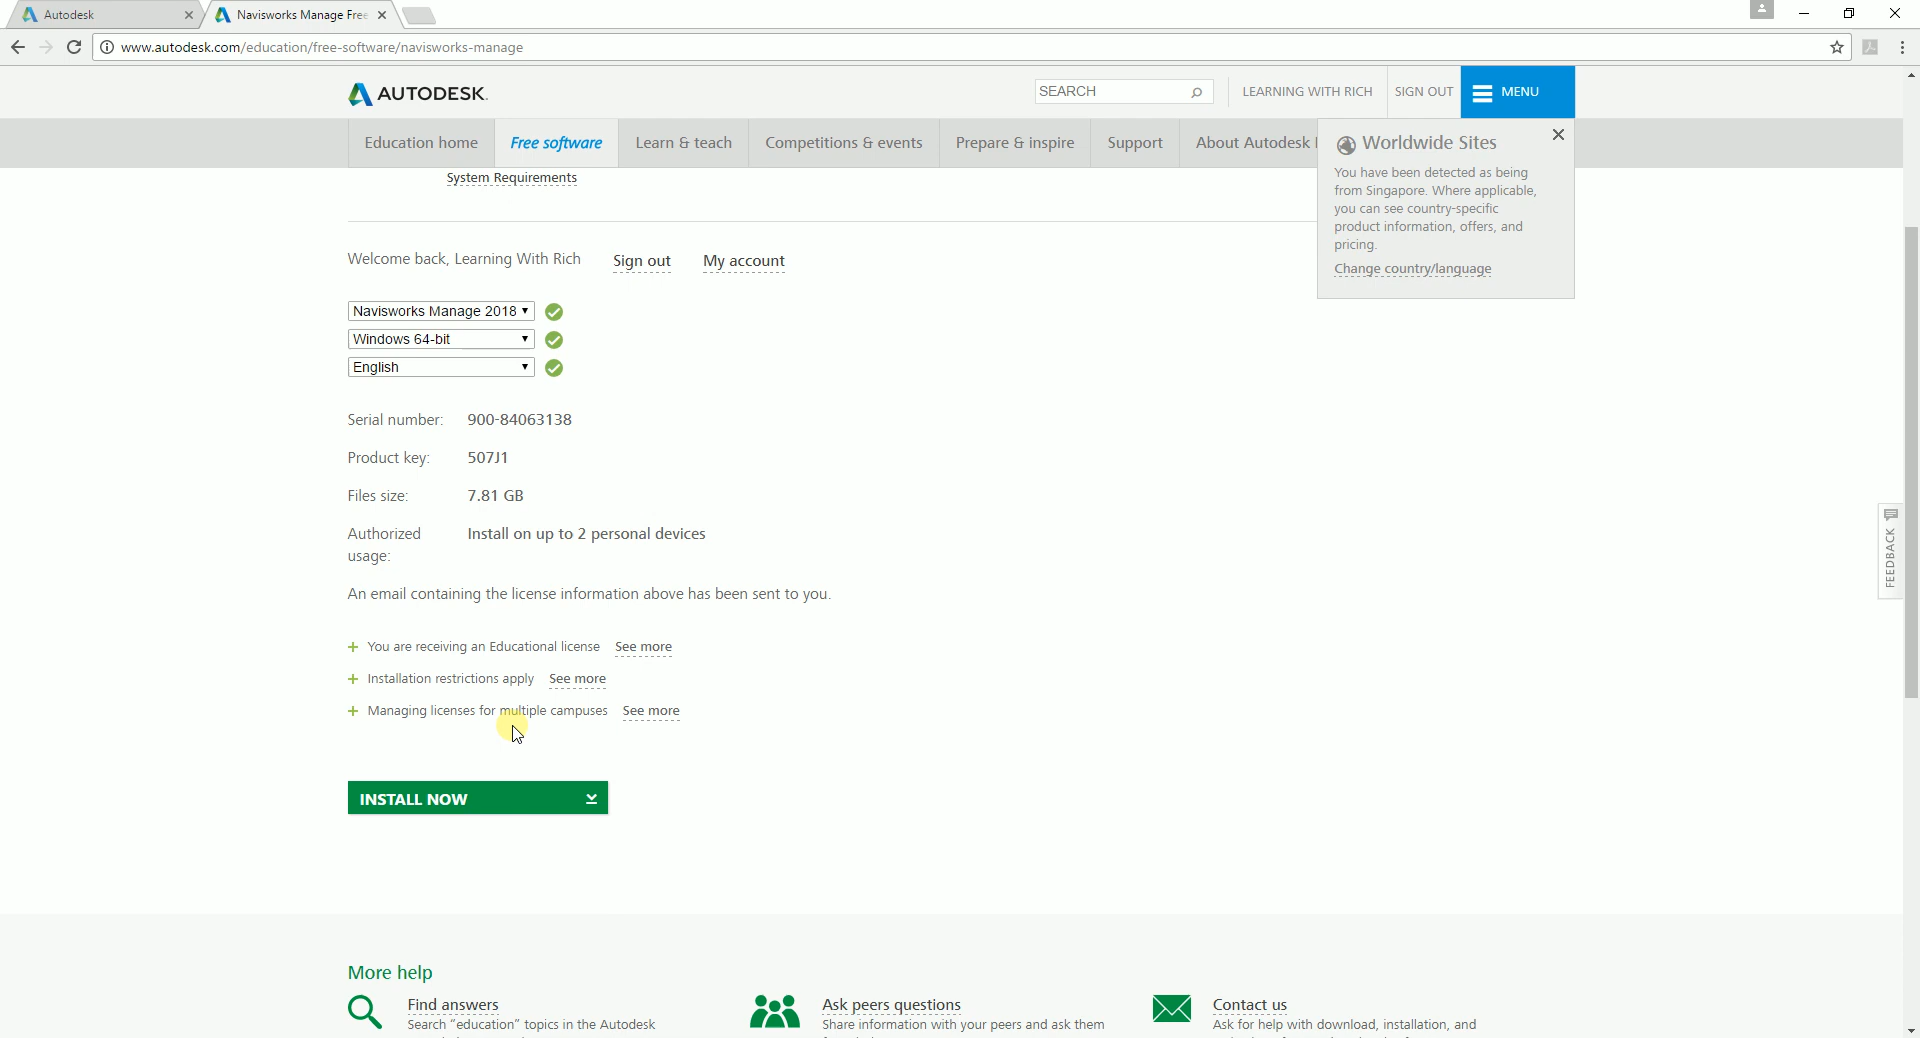 Autodesk
Navisworks Manage Free
www.autodesk.com/education/free-software/navisworks-manage
AUTODESK.
SEARCH
LEARNING WITH RICH
SIGN OUT
MENU
Education home
Free software
Learn & teach
Competitions & events
Prepare & inspire
Support
About Autodesk
Worldwide Sites
You have been detected as being
from Singapore. Where applicable,
you can see country-specific
product information, offers, and
pricing.
Change country/language
System Requirements
Welcome back, Learning With Rich
Sign out
My account
Navisworks Manage 2018
Windows 64-bit
English
Serial number: 900-84063138
Product key: 507J1
Files size: 7.81 GB
Authorized usage: Install on up to 2 personal devices
An email containing the license information above has been sent to you.
+ You are receiving an Educational license See more
+ Installation restrictions apply See more
+ Managing licenses for multiple campuses See more
INSTALL NOW
FEEDBACK
More help
Find answers
Search "education" topics in the Autodesk
Ask peers questions
Share information with your peers and ask them
Contact us
Ask for help with download, installation, and